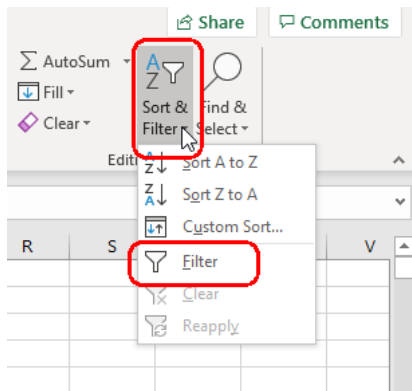 Share
Comments
AutoSum
Fill
Clear
Sort &
Filter
Find &
Select
Editi
Sort A to Z
Sort Z to A
Custom Sort...
Filter
Clear
Reapply
R
S
V